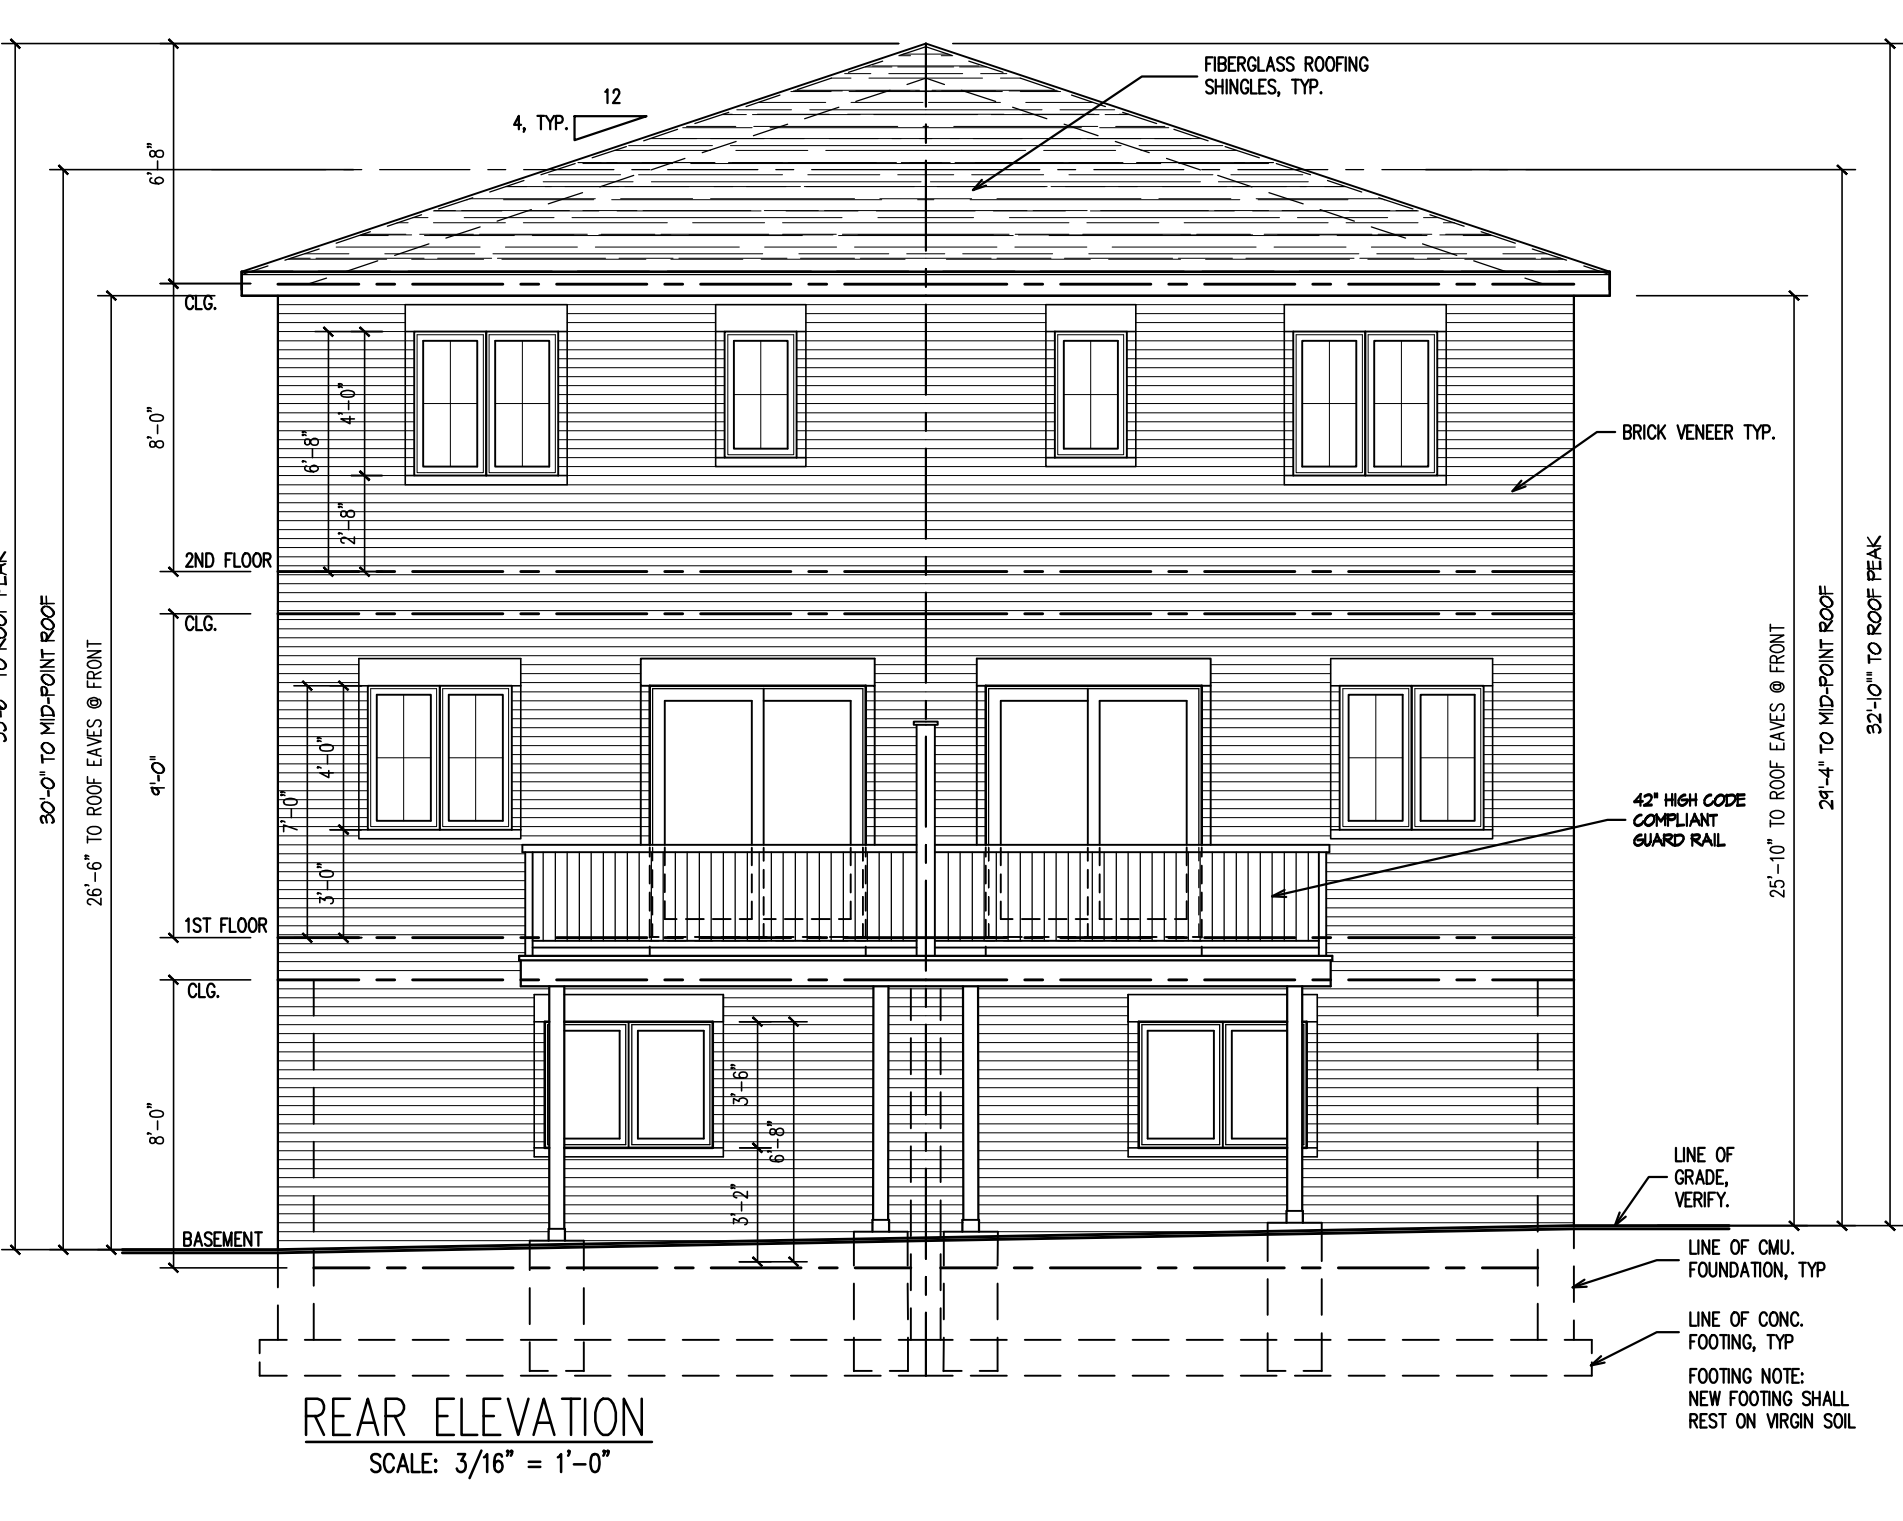 FIBERGLASS ROOFING
SHINGLES, TYP.
12
4, TYP.
6'-8"
CLG.
4'-0"
8'-0"
6'-8"
BRICK VENEER TYP.
2'-8"
2ND FLOOR
CLG.
TO ROOF PEAK
30'-0" TO MID-POINT ROOF
26'-6" TO ROOF EAVES @ FRONT
25'-10" TO ROOF EAVES @ FRONT
29'-4" TO MID-POINT ROOF
32'-10"" TO ROOF PEAK
9'-0"
4'-0"
7'-0"
3'-0"
42" HIGH CODE
COMPLIANT
GUARD RAIL
1ST FLOOR
CLG.
3'-6"
8'-0"
6'-8"
3'-2"
LINE OF
GRADE,
VERIFY.
BASEMENT
LINE OF CMU.
FOUNDATION, TYP
LINE OF CONC.
FOOTING, TYP
FOOTING NOTE:
NEW FOOTING SHALL
REST ON VIRGIN SOIL
REAR ELEVATION
SCALE: 3/16" = 1'-0"